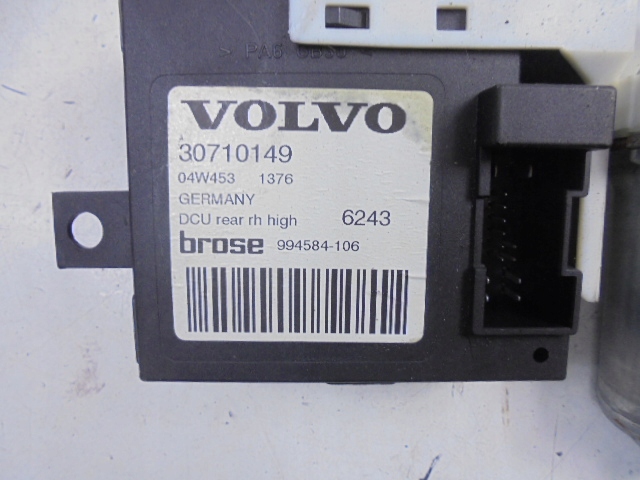 VOLVO
30710149
04W453 1376
GERMANY
DCU rear rh high 6243
brose 994584-106